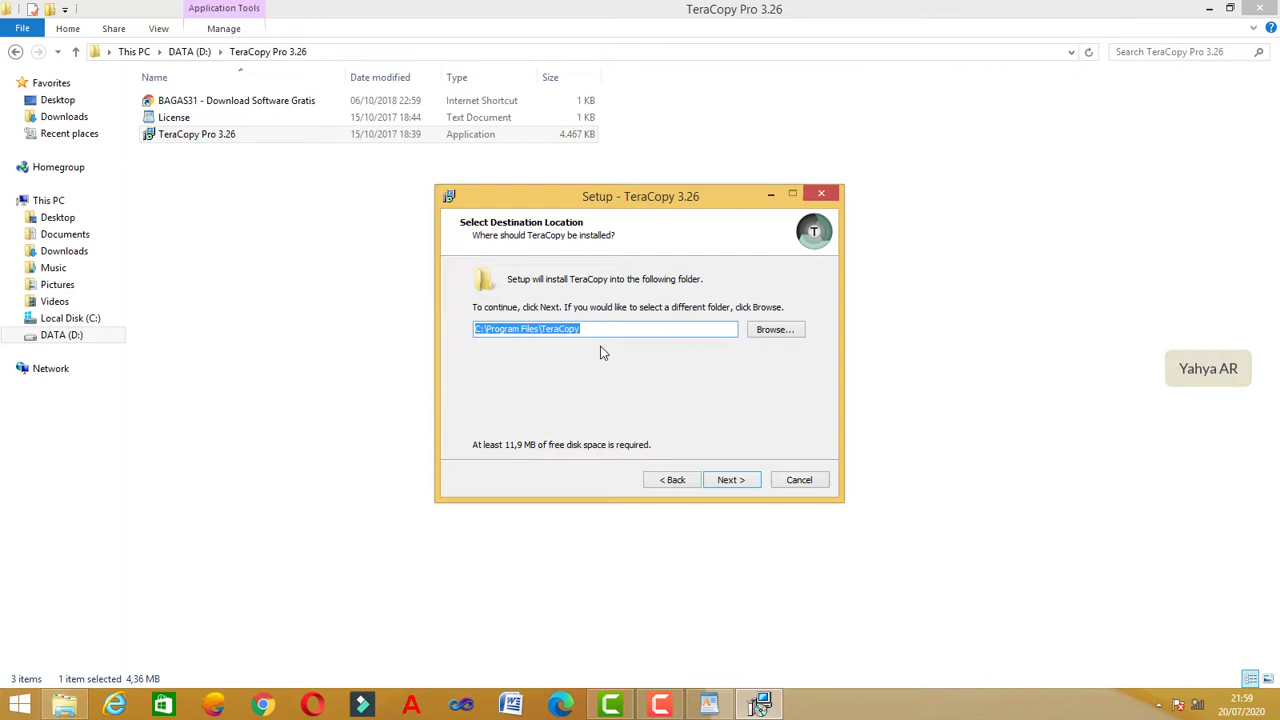 Application Tools
TeraCopy Pro 3.26
File Home Share View Manage
This PC DATA (D:) TeraCopy Pro 3.26
Search TeraCopy Pro 3.26
Name Date modified Type Size
BAGAS31 - Download Software Gratis 06/10/2018 22:59 Internet Shortcut 1 KB
License 15/10/2017 18:44 Text Document 1 KB
TeraCopy Pro 3.26 15/10/2017 18:39 Application 4.467 KB
Favorites
Desktop
Downloads
Recent places
Homegroup
This PC
Desktop
Documents
Downloads
Music
Pictures
Videos
Local Disk (C:)
DATA (D:)
Network
Setup - TeraCopy 3.26
Select Destination Location
Where should TeraCopy be installed?
T
Setup will install TeraCopy into the following folder.
To continue, click Next. If you would like to select a different folder, click Browse.
C:\Program Files\TeraCopy
Browse...
At least 11,9 MB of free disk space is required.
< Back Next > Cancel
Yahya AR
3 items 1 item selected 4,36 MB
21:59
20/07/2020